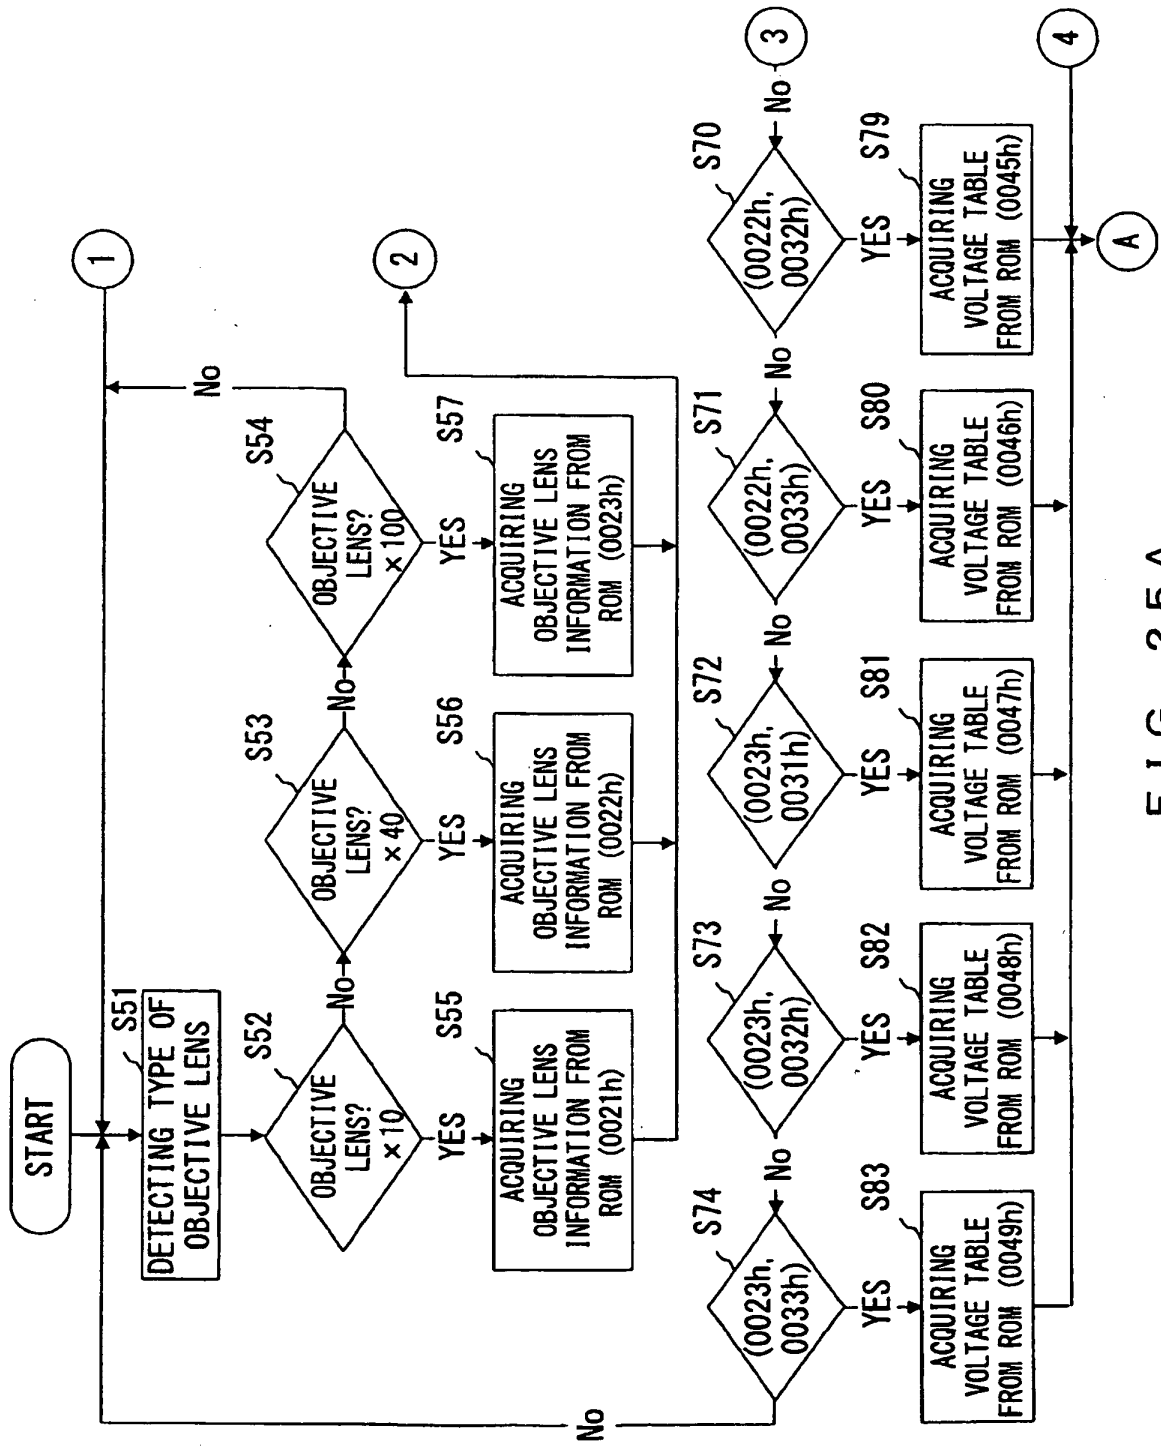 START
1
S51
DETECTING TYPE OF
OBJECTIVE LENS
S52
OBJECTIVE
LENS?
×10
No
S53
OBJECTIVE
LENS?
×40
No
S54
OBJECTIVE
LENS?
×100
No
YES
YES
YES
2
S55
ACQUIRING
OBJECTIVE LENS
INFORMATION FROM
ROM (0021h)
S56
ACQUIRING
OBJECTIVE LENS
INFORMATION FROM
ROM (0022h)
S57
ACQUIRING
OBJECTIVE LENS
INFORMATION FROM
ROM (0023h)
No
S74
(0023h,
0033h)
No
S73
(0023h,
0032h)
No
S72
(0023h,
0031h)
No
S71
(0022h,
0033h)
No
S70
(0022h,
0032h)
No
3
YES
YES
YES
YES
YES
S83
ACQUIRING
VOLTAGE TABLE
FROM ROM (0049h)
S82
ACQUIRING
VOLTAGE TABLE
FROM ROM (0048h)
S81
ACQUIRING
VOLTAGE TABLE
FROM ROM (0047h)
S80
ACQUIRING
VOLTAGE TABLE
FROM ROM (0046h)
S79
ACQUIRING
VOLTAGE TABLE
FROM ROM (0045h)
4
A